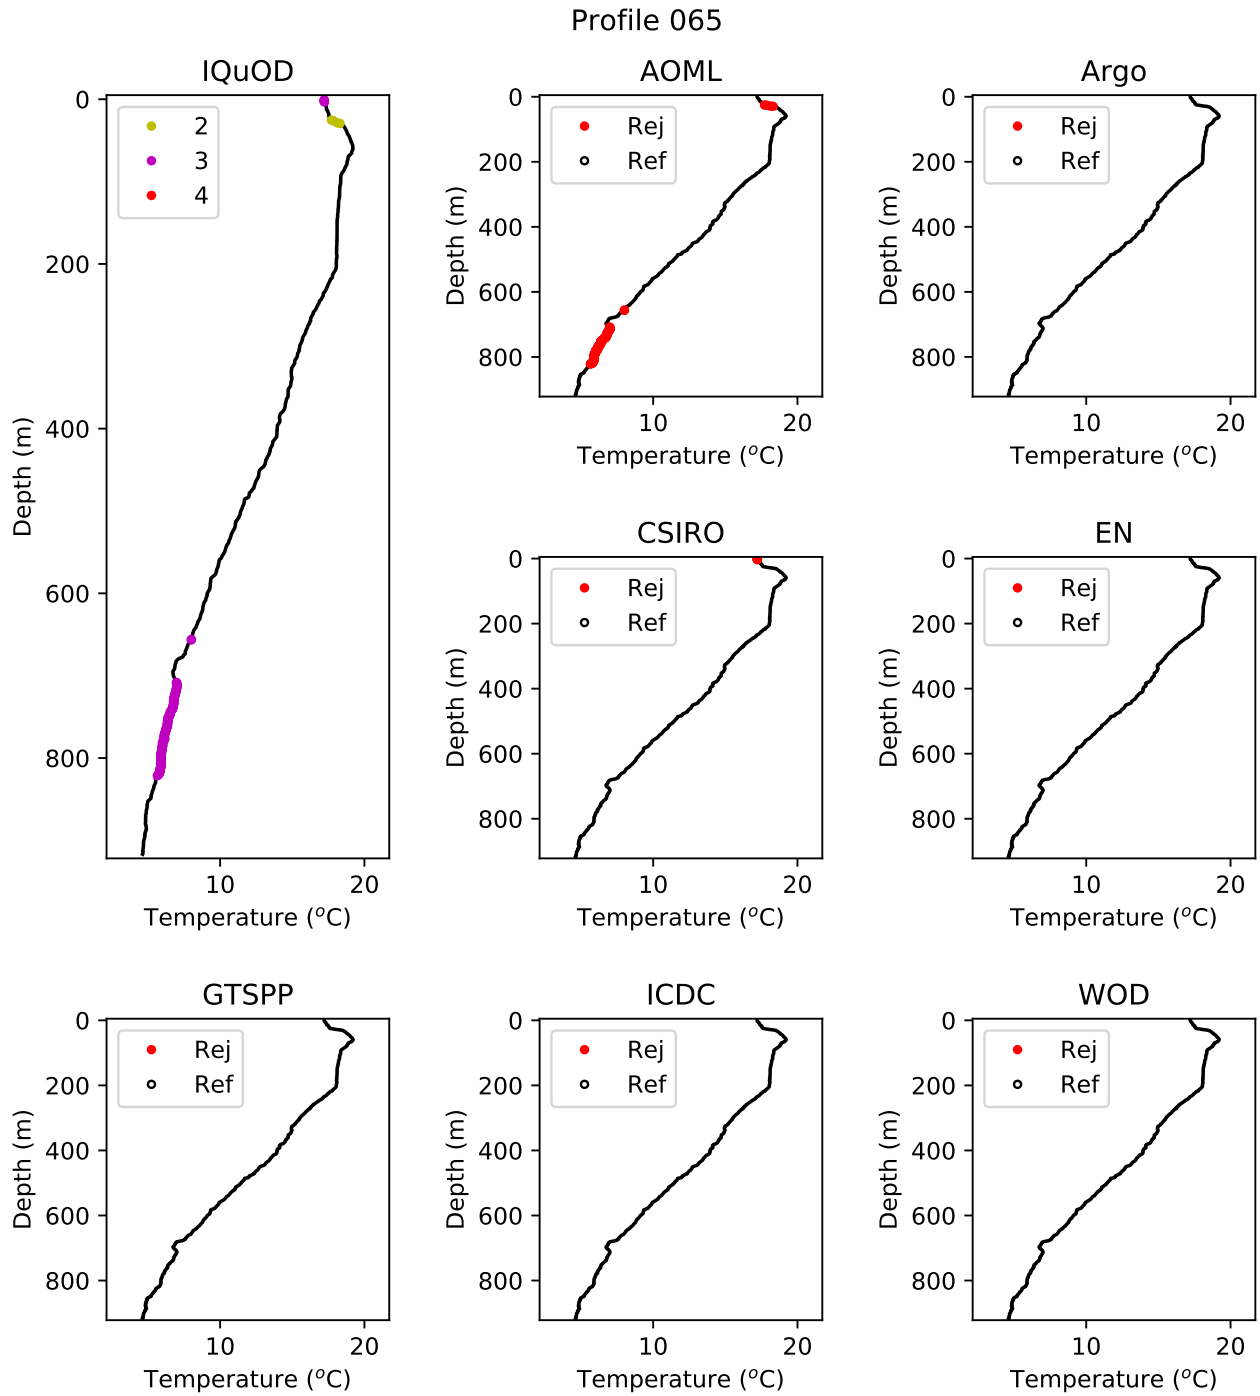 Profile 065
IQuOD
2
3
4
0
200
400
600
800
Depth (m)
10 20
Temperature (°C)
AOML
Rej
Ref
0
200
400
600
800
Depth (m)
10 20
Temperature (°C)
Argo
Rej
Ref
0
200
400
600
800
Depth (m)
10 20
Temperature (°C)
CSIRO
Rej
Ref
0
200
400
600
800
Depth (m)
10 20
Temperature (°C)
EN
Rej
Ref
0
200
400
600
800
Depth (m)
10 20
Temperature (°C)
GTSPP
Rej
Ref
0
200
400
600
800
Depth (m)
10 20
Temperature (°C)
ICDC
Rej
Ref
0
200
400
600
800
Depth (m)
10 20
Temperature (°C)
WOD
Rej
Ref
0
200
400
600
800
Depth (m)
10 20
Temperature (°C)